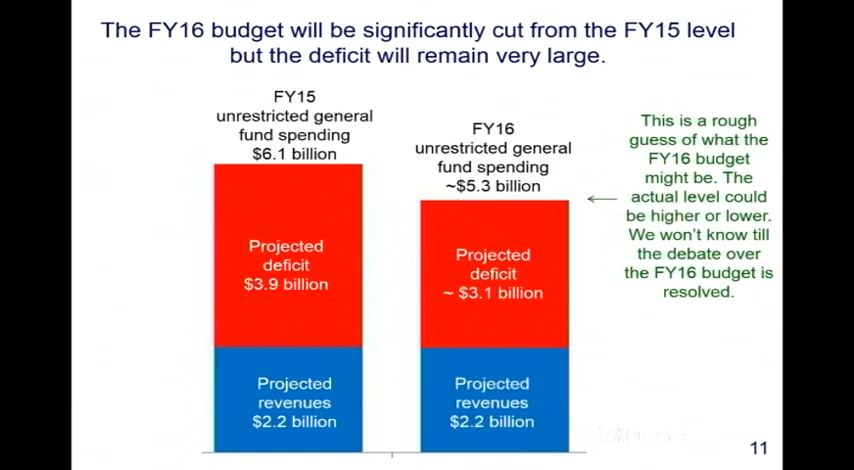 The FY16 budget will be significantly cut from the FY15 level
but the deficit will remain very large.
FY15
unrestricted general
fund spending
$6.1 billion
FY16
unrestricted general
fund spending
~$5.3 billion
This is a rough
guess of what the
FY16 budget
might be. The
actual level could
be higher or lower.
We won't know till
the debate over
the FY16 budget is
resolved.
Projected
deficit
$3.9 billion
Projected
deficit
~ $3.1 billion
Projected
revenues
$2.2 billion
Projected
revenues
$2.2 billion
11